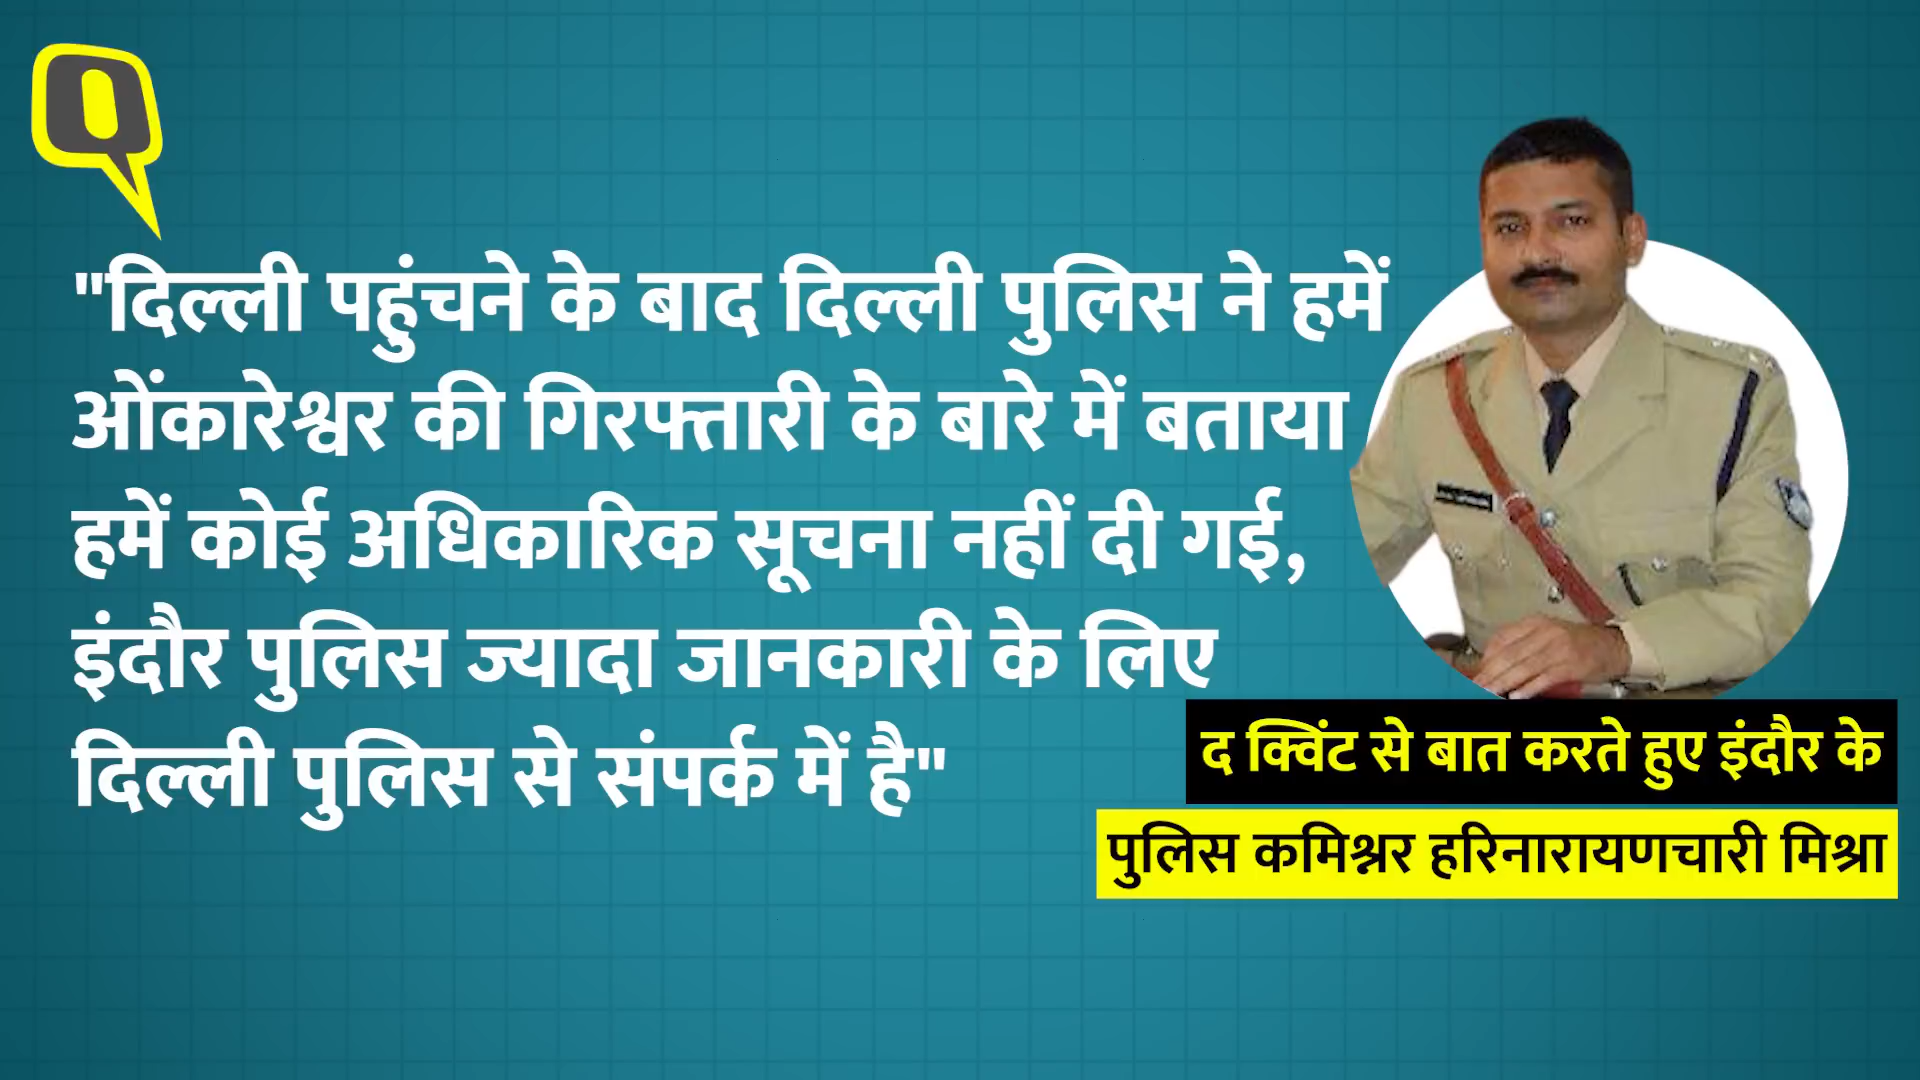 "दिल्ली पहुंचने के बाद दिल्ली पुलिस ने हमें
ओंकारेश्वर की गिरफ्तारी के बारे में बताया
हमें कोई अधिकारिक सूचना नहीं दी गई,
इंदौर पुलिस ज्यादा जानकारी के लिए
दिल्ली पुलिस से संपर्क में है"
द क्विंट से बात करते हुए इंदौर के
पुलिस कमिश्नर हरिनारायणचारी मिश्रा